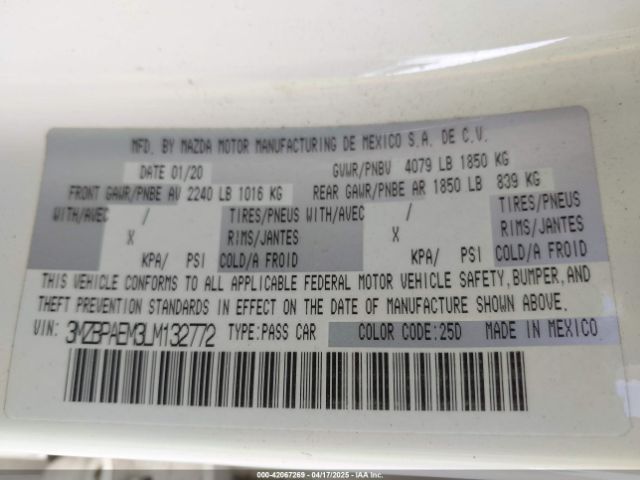 MFD. BY MAZDA MOTOR MANUFACTURING DE MEXICO S.A. DE C.V.
DATE 01/20 GVWR/PNBV 4079 LB 1850 KG
FRONT GAWR/PNBE AV 2240 LB 1016 KG REAR GAWR/PNBE AR 1850 LB 839 KG
WITH/AVEC / TIRES/PNEUS WITH/AVEC / TIRES/PNEUS
X RIMS/JANTES X RIMS/JANTES
KPA/ PSI COLD/A FROID KPA/ PSI COLD/A FROID
THIS VEHICLE CONFORMS TO ALL APPLICABLE FEDERAL MOTOR VEHICLE SAFETY, BUMPER, AND
THEFT PREVENTION STANDARDS IN EFFECT ON THE DATE OF MANUFACTURE SHOWN ABOVE.
VIN: 3MZBPAEM3LM132772 TYPE:PASS CAR COLOR CODE:25D MADE IN MEXICO
000-42067269 - 04/17/2025 - IAAI.COM